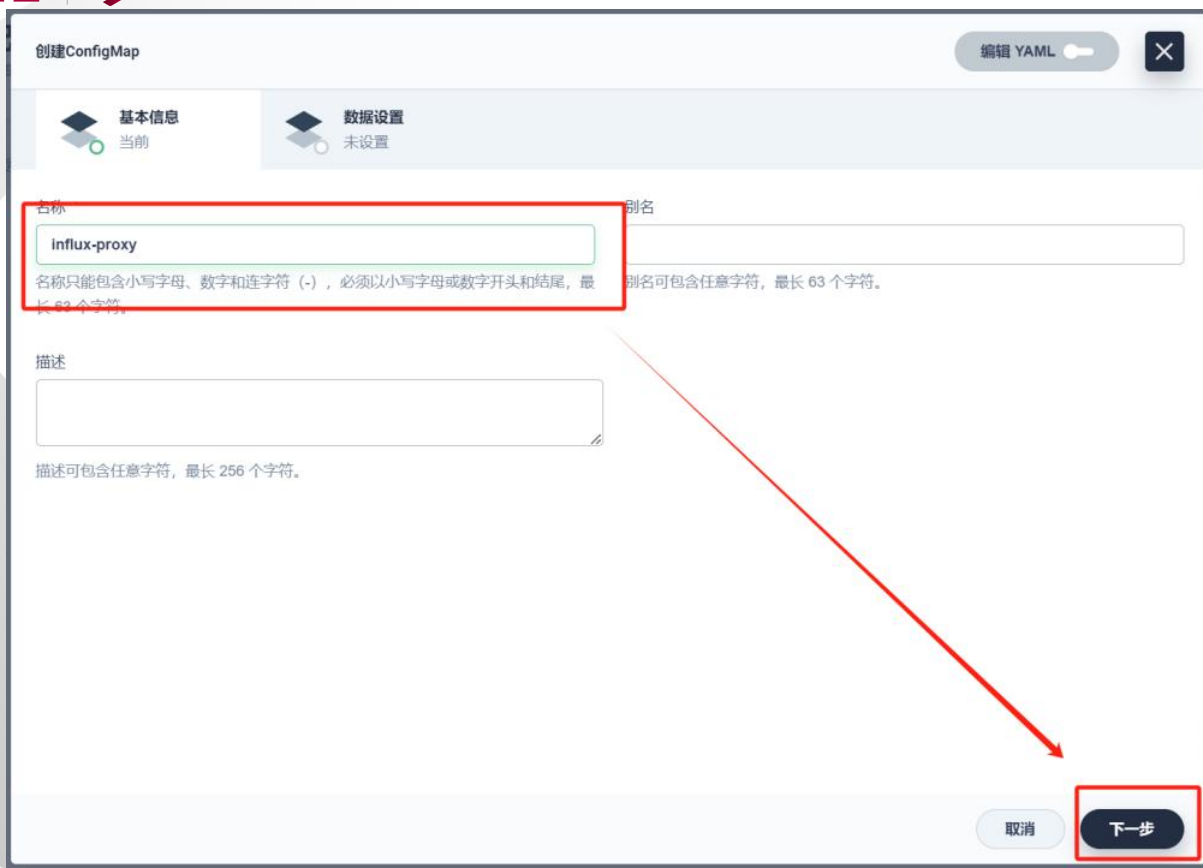 创建ConfigMap
编辑 YAML
基本信息
当前
数据设置
未设置
名称
别名
influx-proxy
名称只能包含小写字母、数字和连字符 (-) ，必须以小写字母或数字开头和结尾，最
长 63 个字符。
别名可包含任意字符，最长 63 个字符。
描述
描述可包含任意字符，最长 256 个字符。
取消
下一步